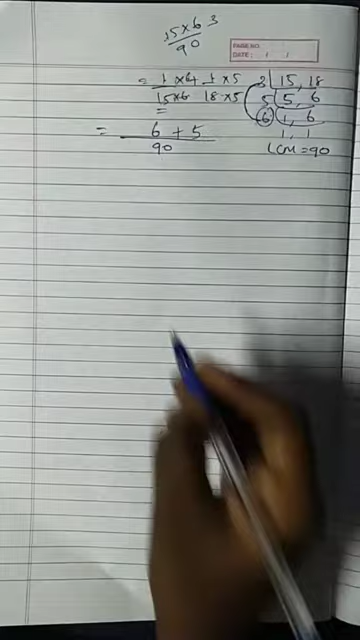 15×6 3
90
PAGE NO.
DATE: / /
= 1 ×6 + 1 ×5
15×6 18×5
3 | 15, 18
5 | 5, 6
6 | 1, 6
1, 1
LCM = 90
=
= 6 + 5
90